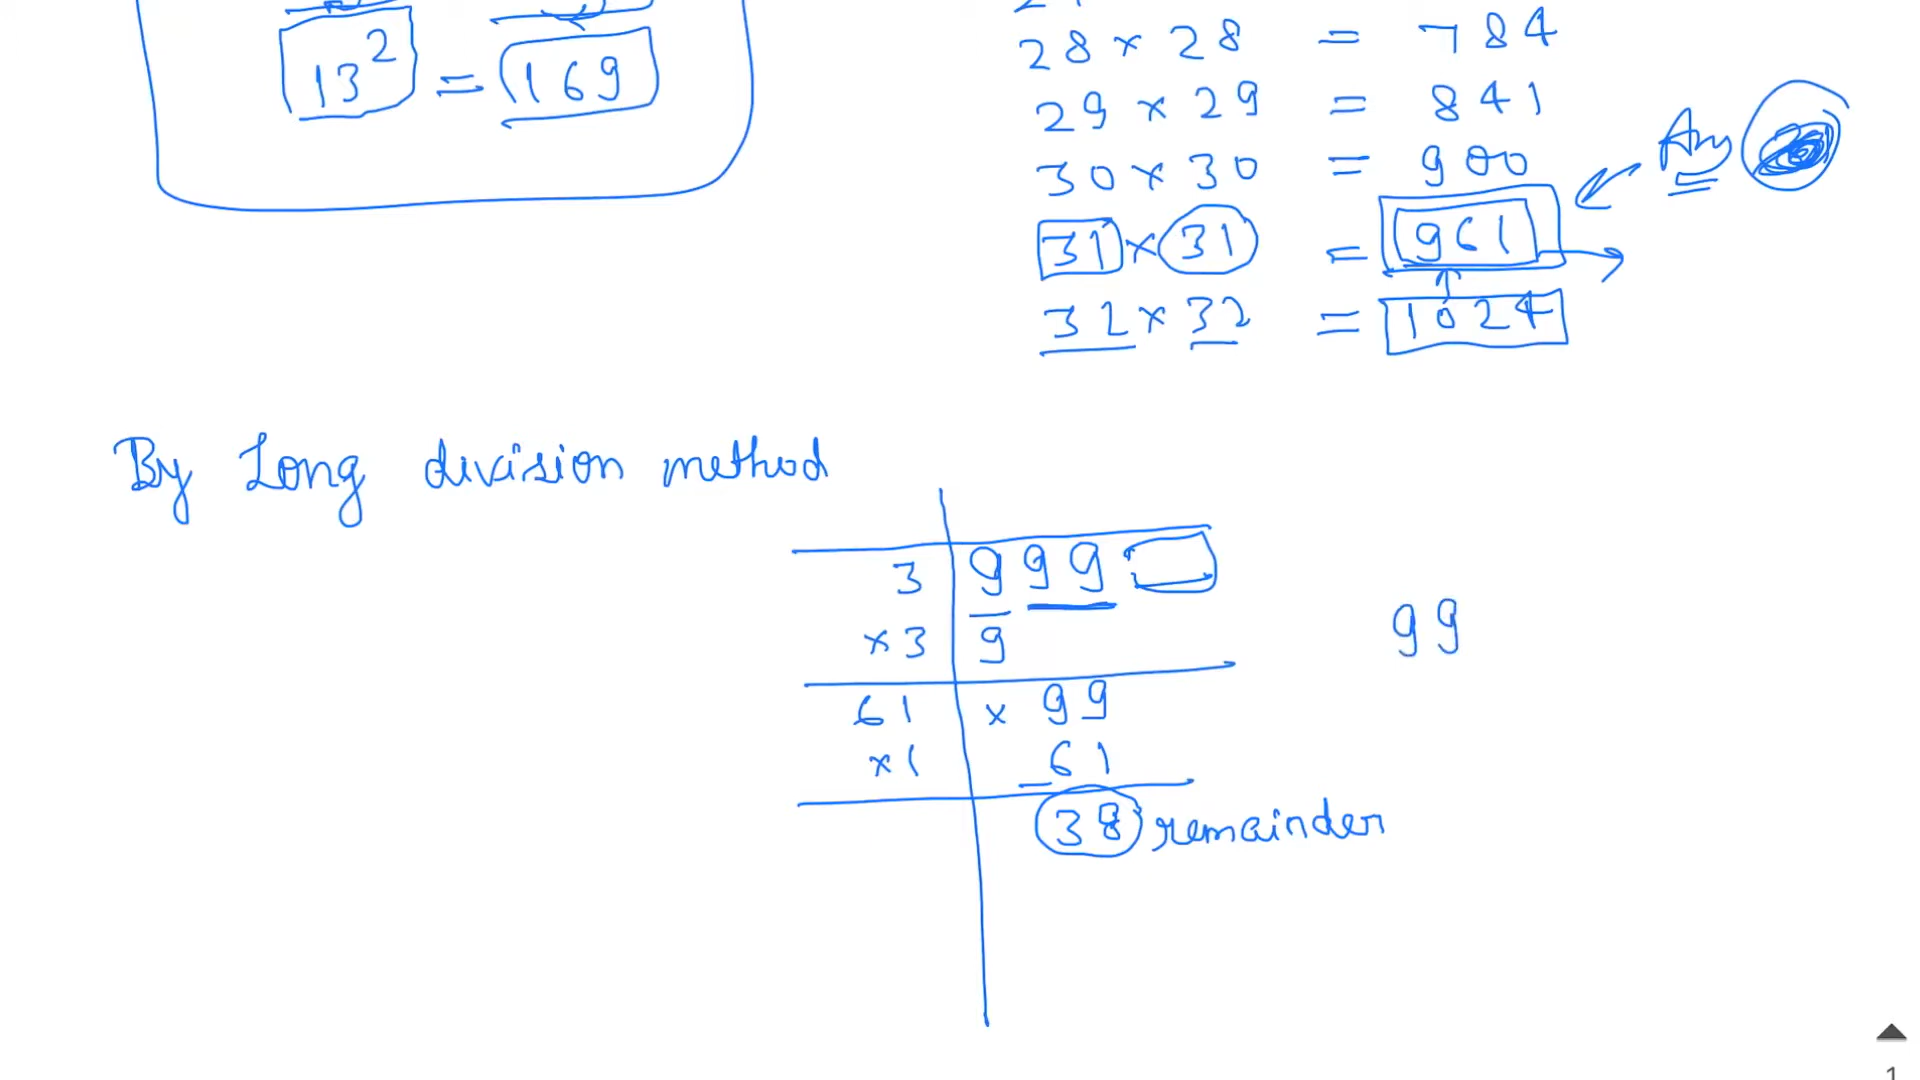 13² = 169
28 × 28 = 784
29 × 29 = 841
30 × 30 = 900
Ans
31 × 31 = 961
32 × 32 = 1024
By Long division method
3 999
×3 9
99
61 × 99
×1 61
38 remainder
1